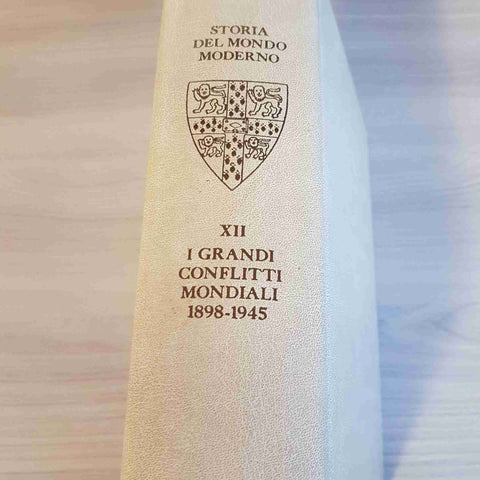 STORIA
DEL MONDO
MODERNO
XII
I GRANDI
CONFLITTI
MONDIALI
1898-1945